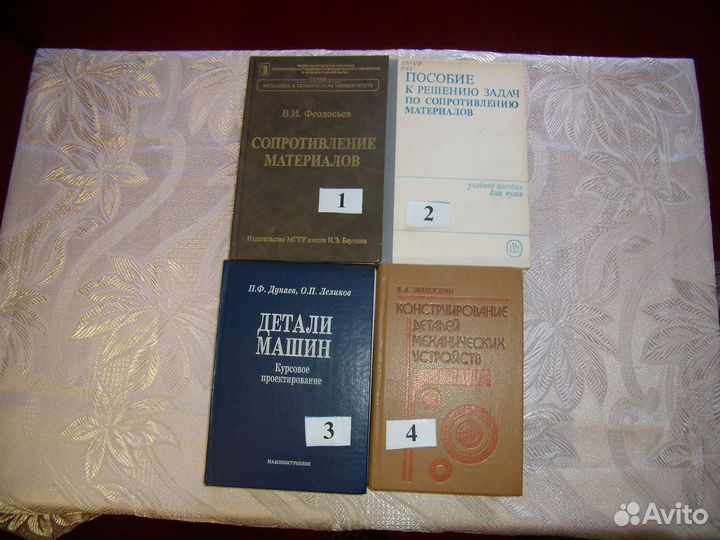 СЕРИЯ
МЕХАНИКА В ТЕХНИЧЕСКОМ УНИВЕРСИТЕТЕ
В.И. Феодосьев
СОПРОТИВЛЕНИЕ
МАТЕРИАЛОВ
1
Издательство МГТУ имени Н.Э. Баумана
ПОСОБИЕ
К РЕШЕНИЮ ЗАДАЧ
ПО СОПРОТИВЛЕНИЮ
МАТЕРИАЛОВ
учебное пособие
для вузов
2
П.Ф. Дунаев, О.П. Леликов
ДЕТАЛИ
МАШИН
Курсовое
проектирование
3
МАШИНОСТРОЕНИЕ
В. А.
КОНСТРУИРОВАНИЕ
ДЕТАЛЕЙ
МЕХАНИЧЕСКИХ
УСТРОЙСТВ
4
Avito